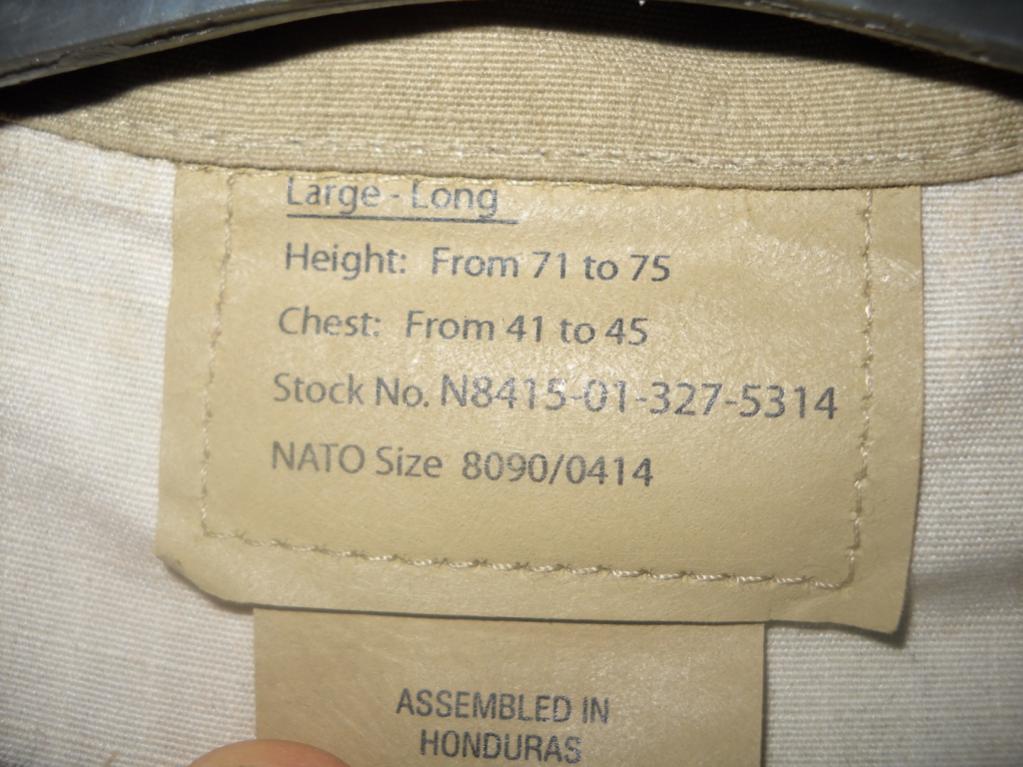 Large - Long
Height: From 71 to 75
Chest: From 41 to 45
Stock No. N8415-01-327-5314
NATO Size 8090/0414
ASSEMBLED IN
HONDURAS